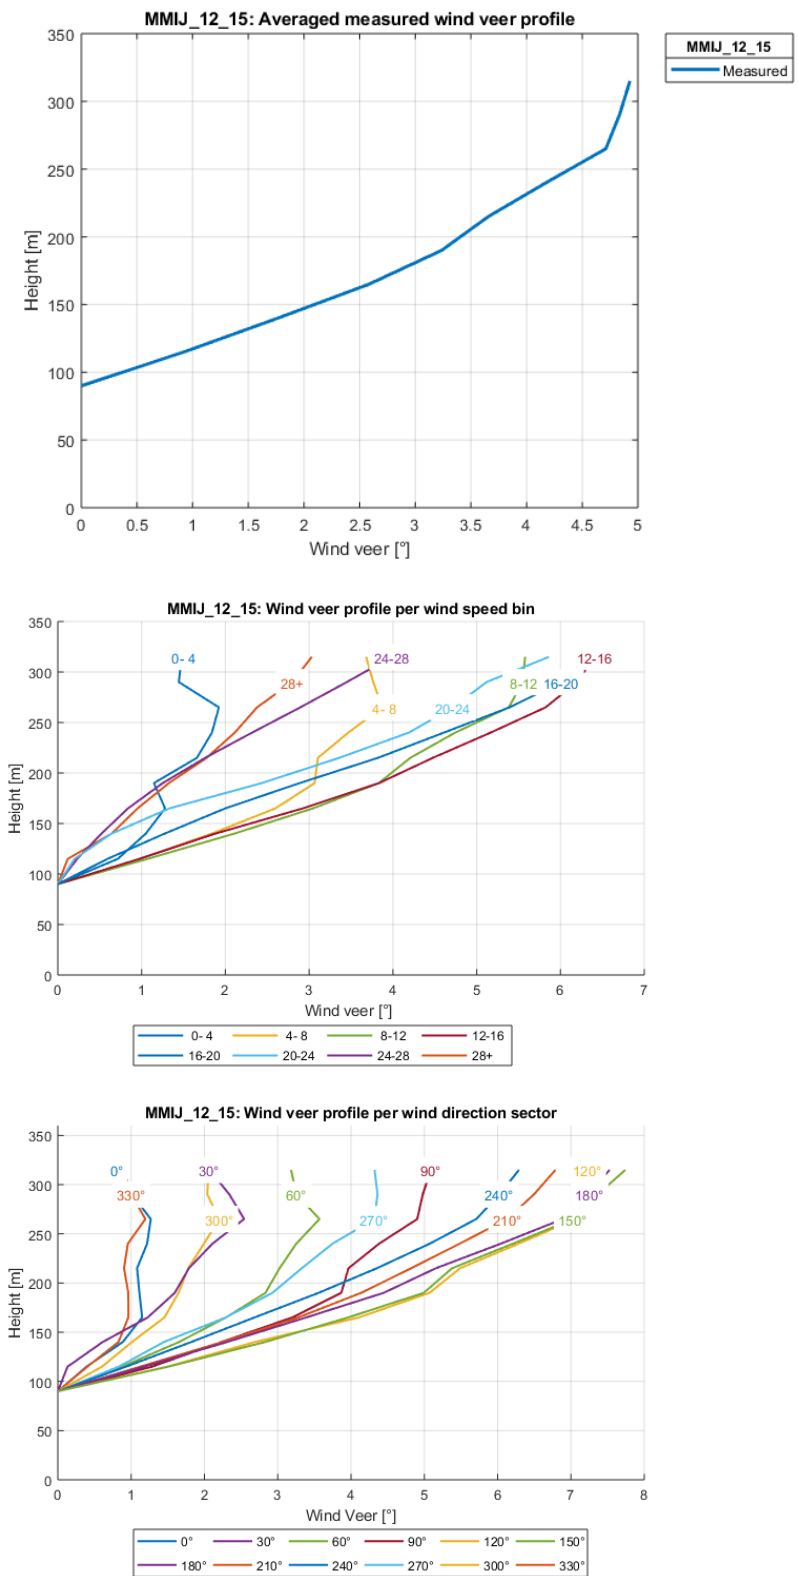 MMIJ_12_15: Averaged measured wind veer profile
MMIJ_12_15
Measured
350
300
250
200
150
100
50
0
Height [m]
0 0.5 1 1.5 2 2.5 3 3.5 4 4.5 5
Wind veer [°]
MMIJ_12_15: Wind veer profile per wind speed bin
350
300
250
200
150
100
50
0
Height [m]
0- 4 24-28 12-16
28+ 8-12 16-20
4- 8 20-24
0 1 2 3 4 5 6 7
Wind veer [°]
0- 4 4- 8 8-12 12-16
16-20 20-24 24-28 28+
MMIJ_12_15: Wind veer profile per wind direction sector
350
300
250
200
150
100
50
0
Height [m]
0° 30° 90° 120°
330° 60° 240° 180°
300° 270° 210° 150°
0 1 2 3 4 5 6 7 8
Wind Veer [°]
0° 30° 60° 90° 120° 150°
180° 210° 240° 270° 300° 330°